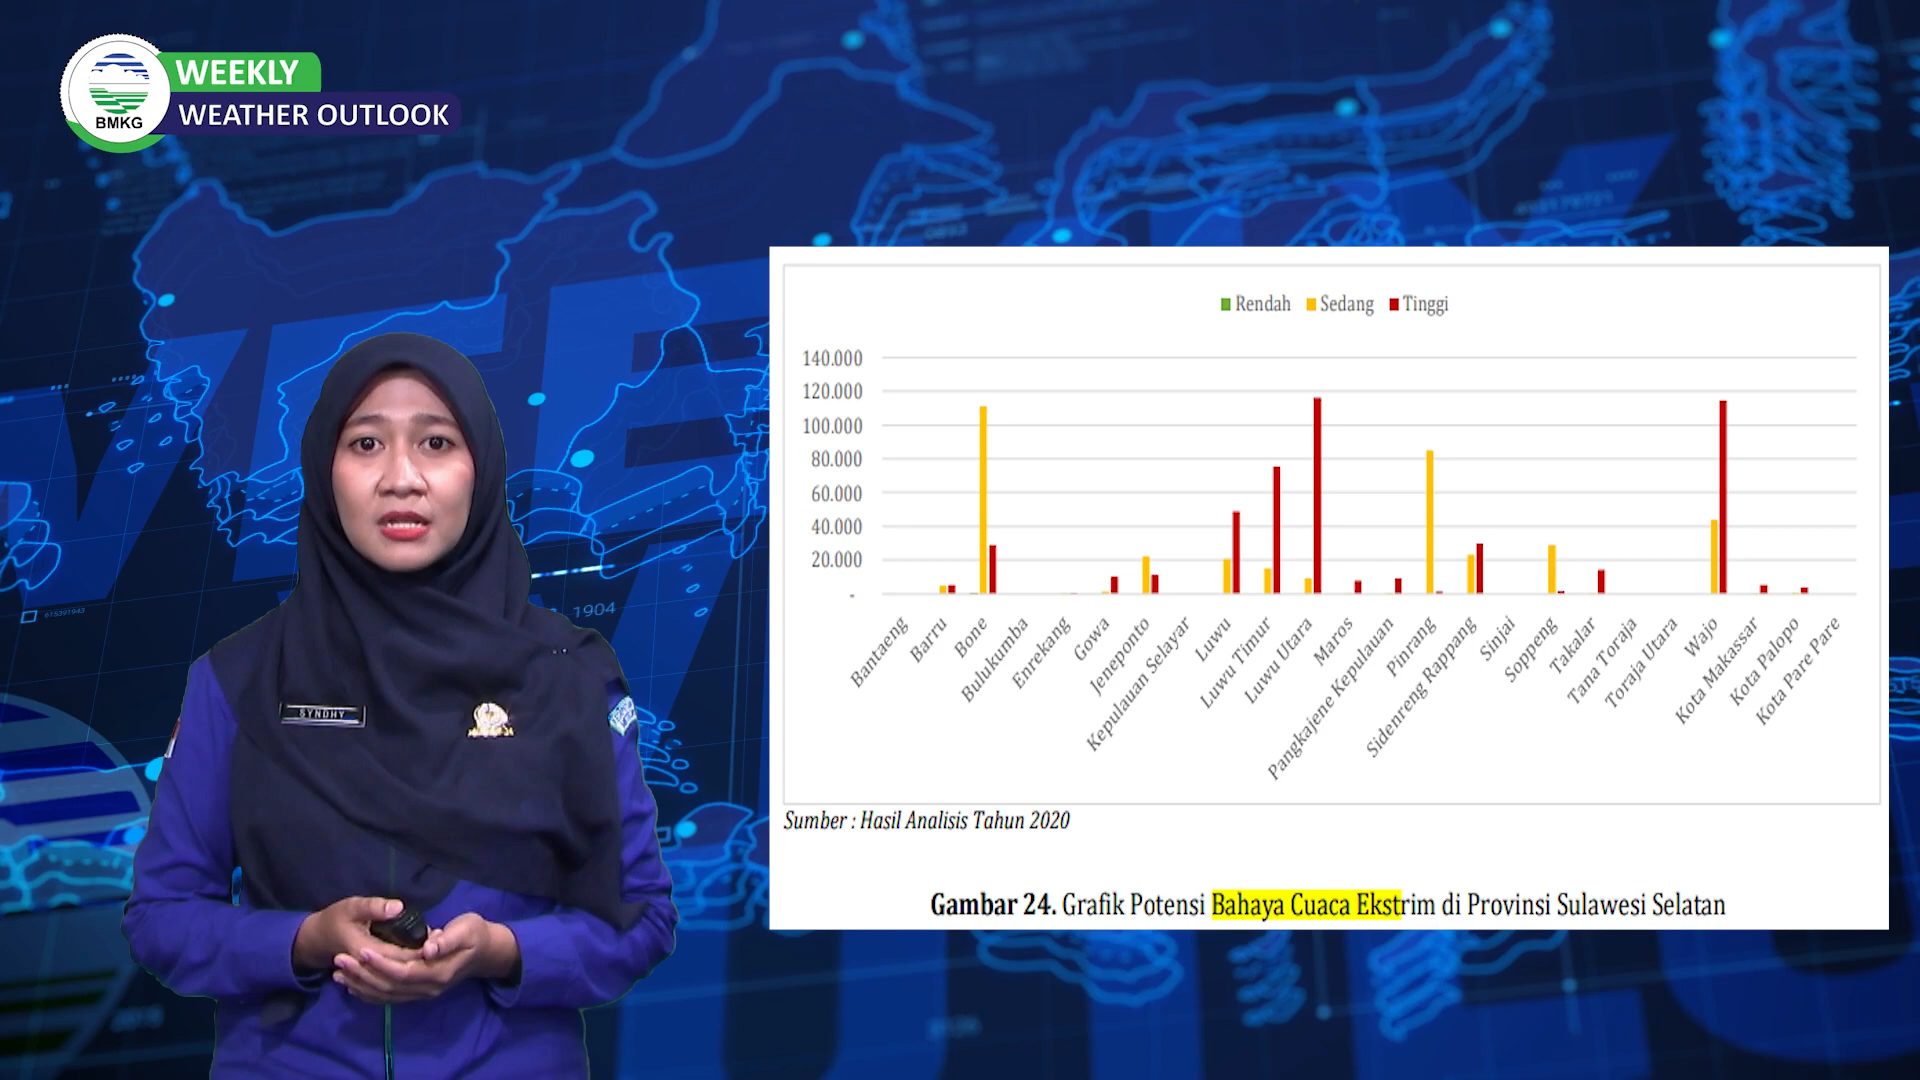 WEEKLY
WEATHER OUTLOOK
BMKG
Rendah Sedang Tinggi
140.000
120.000
100.000
80.000
60.000
40.000
20.000
-
Bantaeng
Barru
Bone
Bulukumba
Enrekang
Gowa
Jeneponto
Kepulauan Selayar
Luwu
Luwu Timur
Luwu Utara
Maros
Pangkajene Kepulauan
Pinrang
Sidenreng Rappang
Sinjai
Soppeng
Takalar
Tana Toraja
Toraja Utara
Wajo
Kota Makassar
Kota Palopo
Kota Pare Pare
Sumber : Hasil Analisis Tahun 2020
Gambar 24. Grafik Potensi Bahaya Cuaca Ekstrim di Provinsi Sulawesi Selatan
SYNDHY
1904